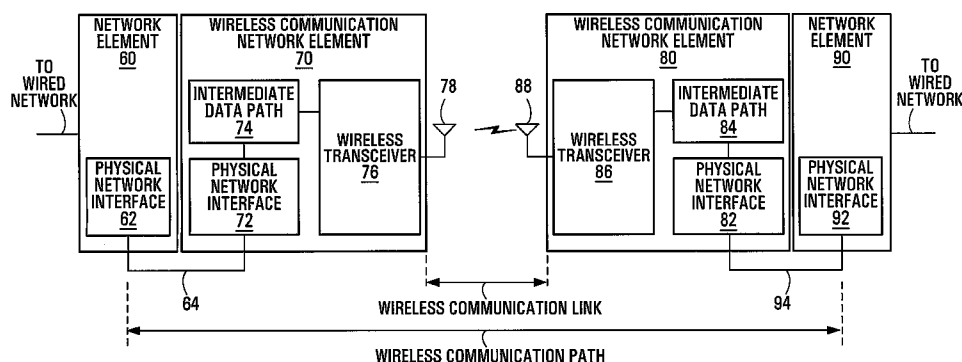 TO
WIRED
NETWORK
NETWORK
ELEMENT
60
PHYSICAL
NETWORK
INTERFACE
62
WIRELESS COMMUNICATION
NETWORK ELEMENT
70
INTERMEDIATE
DATA PATH
74
PHYSICAL
NETWORK
INTERFACE
72
WIRELESS
TRANSCEIVER
76
78
88
WIRELESS COMMUNICATION
NETWORK ELEMENT
80
WIRELESS
TRANSCEIVER
86
INTERMEDIATE
DATA PATH
84
PHYSICAL
NETWORK
INTERFACE
82
NETWORK
ELEMENT
90
PHYSICAL
NETWORK
INTERFACE
92
TO
WIRED
NETWORK
64
94
WIRELESS COMMUNICATION LINK
WIRELESS COMMUNICATION PATH